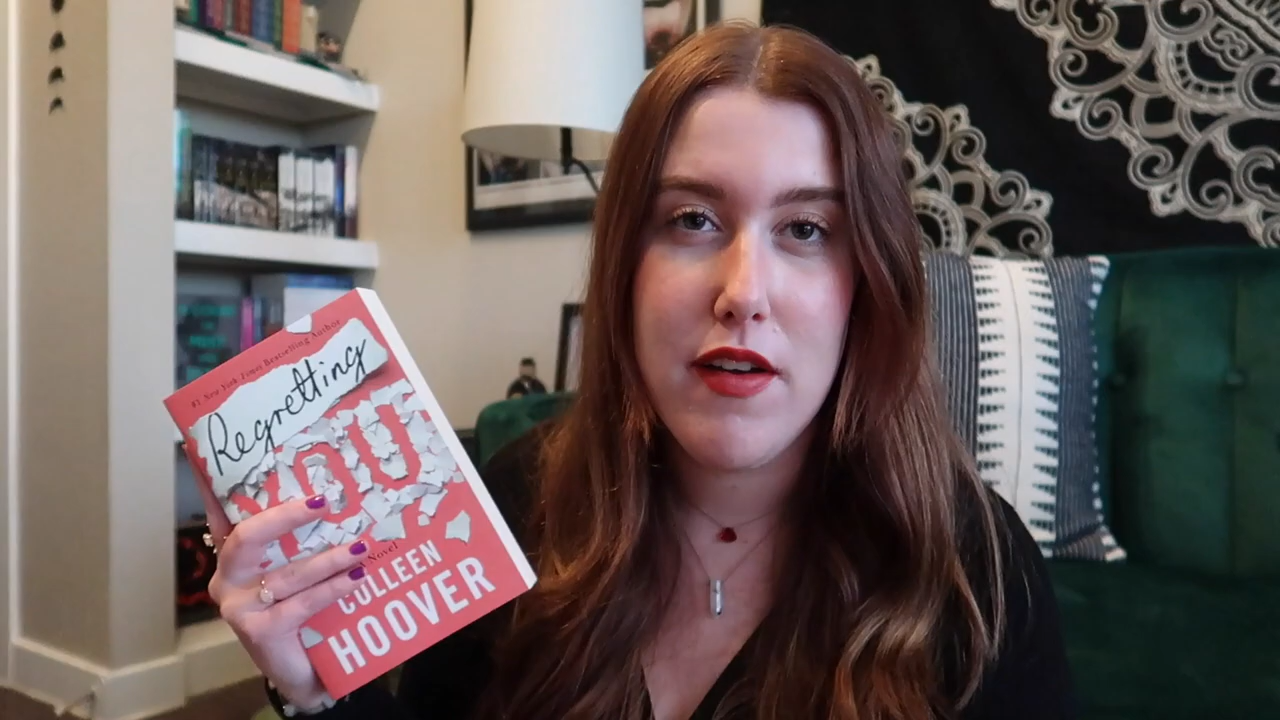 #1 New York Times Bestselling Author
Regretting
YOU
A Novel
COLLEEN
HOOVER